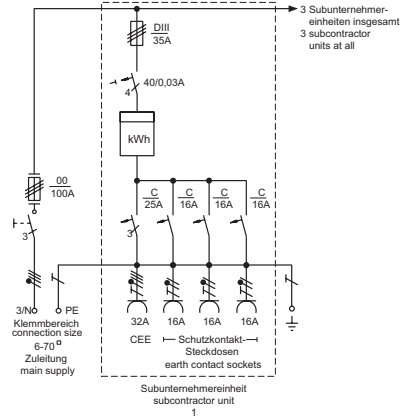 3 Subunternehmer-
einheiten insgesamt
3 subcontractor
units at all
DIII
35A
40/0,03A
4
kWh
00
100A
C
25A
C
16A
C
16A
C
16A
3
3
3/N
PE
32A
16A
16A
16A
CEE
Schutzkontakt-
Steckdosen
earth contact sockets
Klemmbereich
connection size
6-70 □
Zuleitung
main supply
Subunternehmereinheit
subcontractor unit
1